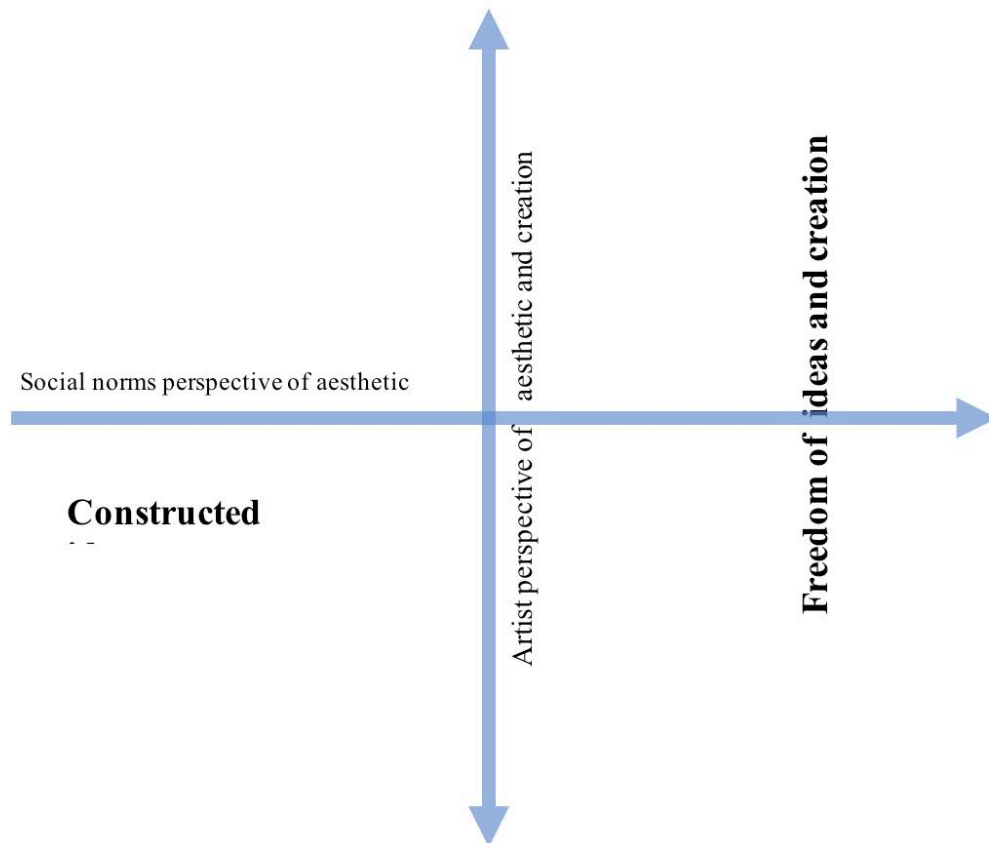 Social norms perspective of aesthetic
Constructed
Artist perspective of aesthetic and creation
Freedom of ideas and creation